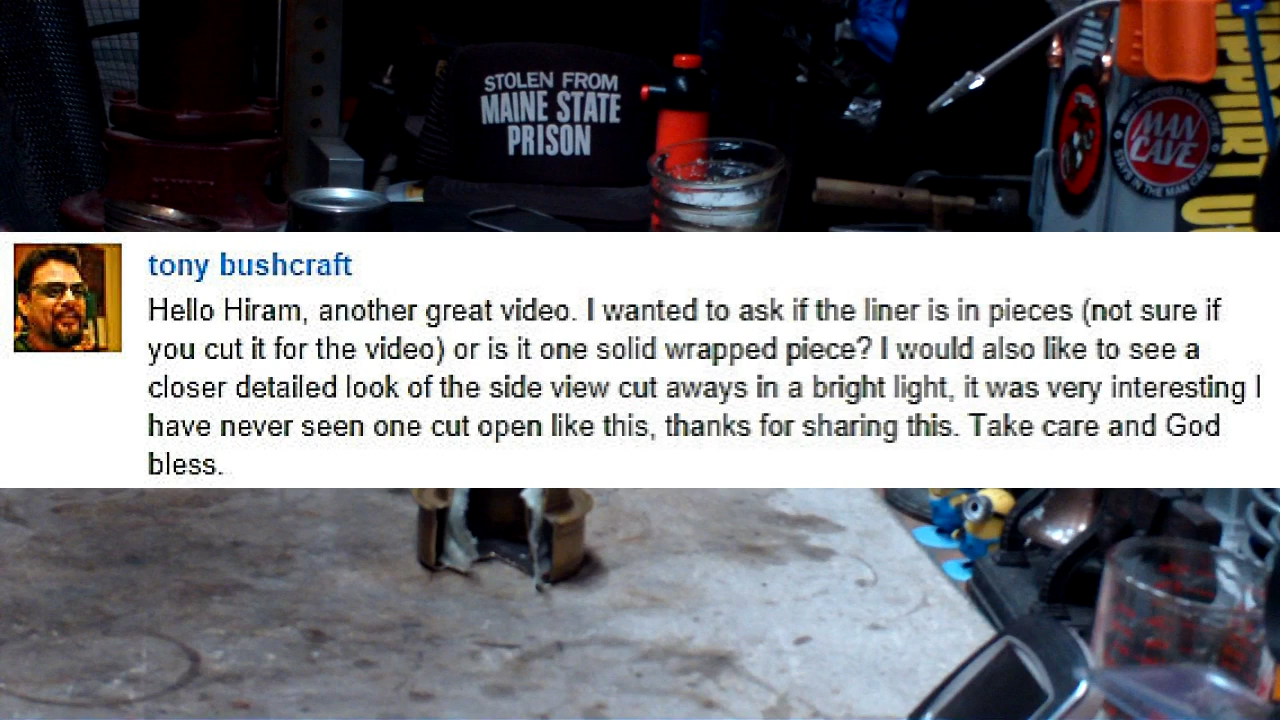 STOLEN FROM
MAINE STATE
PRISON
MAN
CAVE
tony bushcraft
Hello Hiram, another great video. I wanted to ask if the liner is in pieces (not sure if
you cut it for the video) or is it one solid wrapped piece? I would also like to see a
closer detailed look of the side view cut aways in a bright light, it was very interesting I
have never seen one cut open like this, thanks for sharing this. Take care and God
bless.